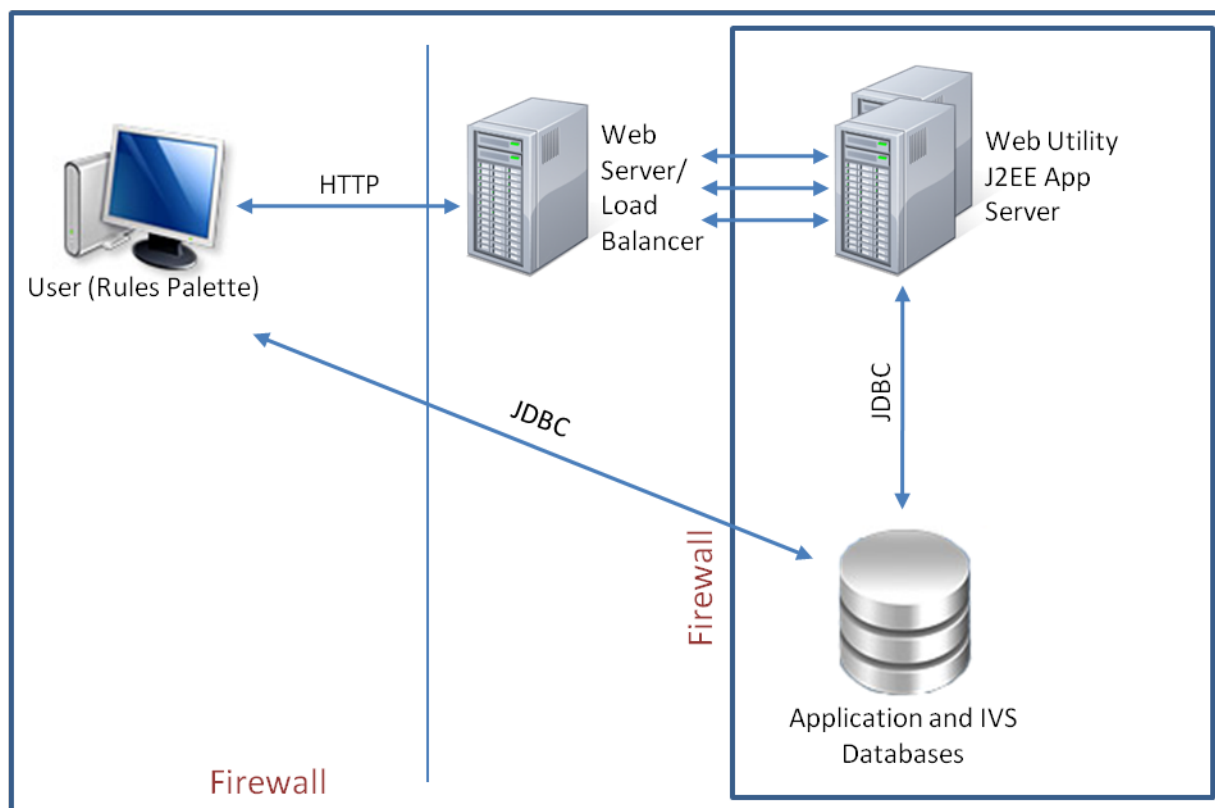 HTTP
User (Rules Palette)
Web
Server/
Load
Balancer
Web Utility
J2EE App
Server
JDBC
JDBC
Firewall
Application and IVS
Databases
Firewall